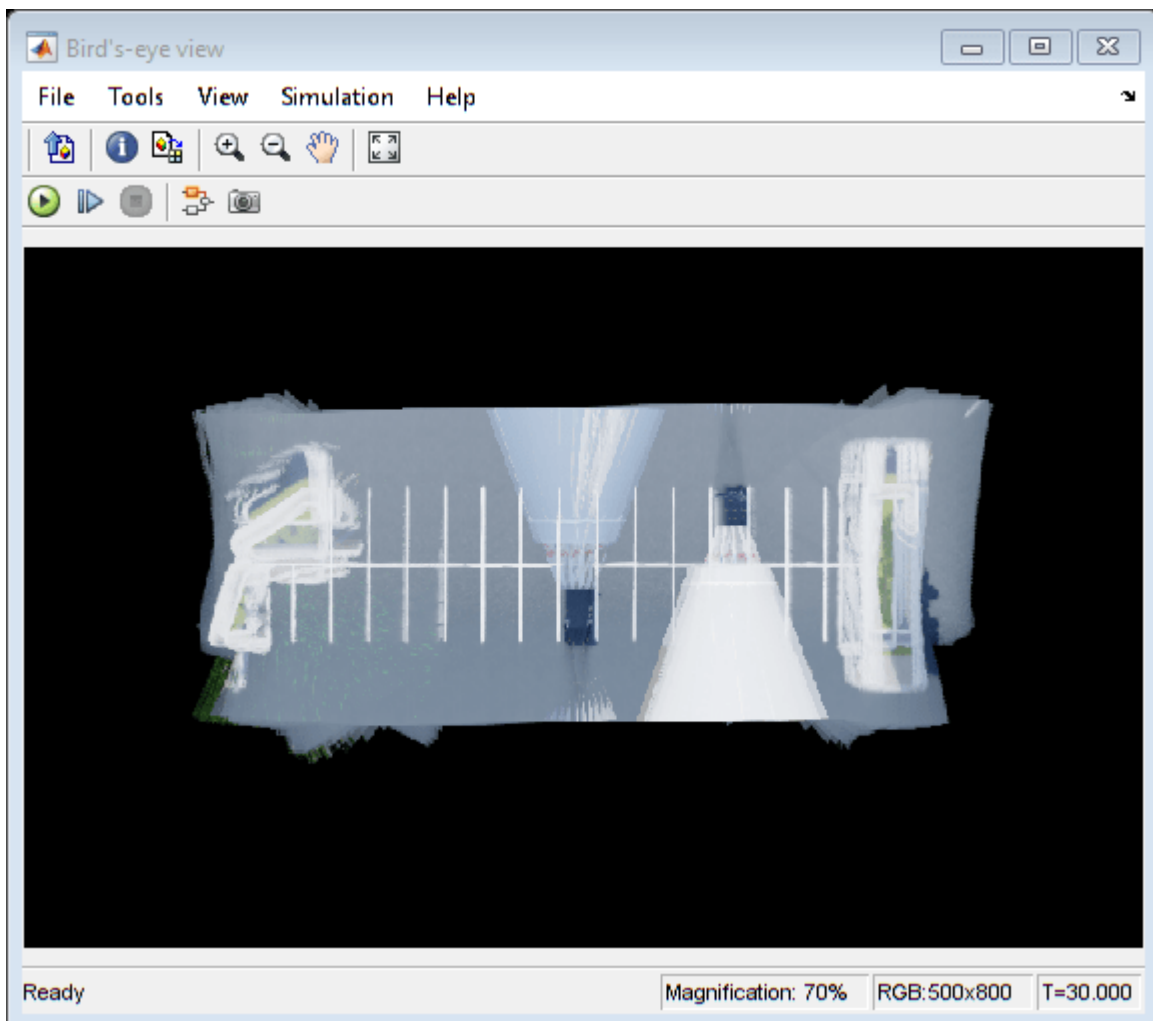 Bird's-eye view
File Tools View Simulation Help
Ready Magnification: 70% RGB:500x800 T=30.000